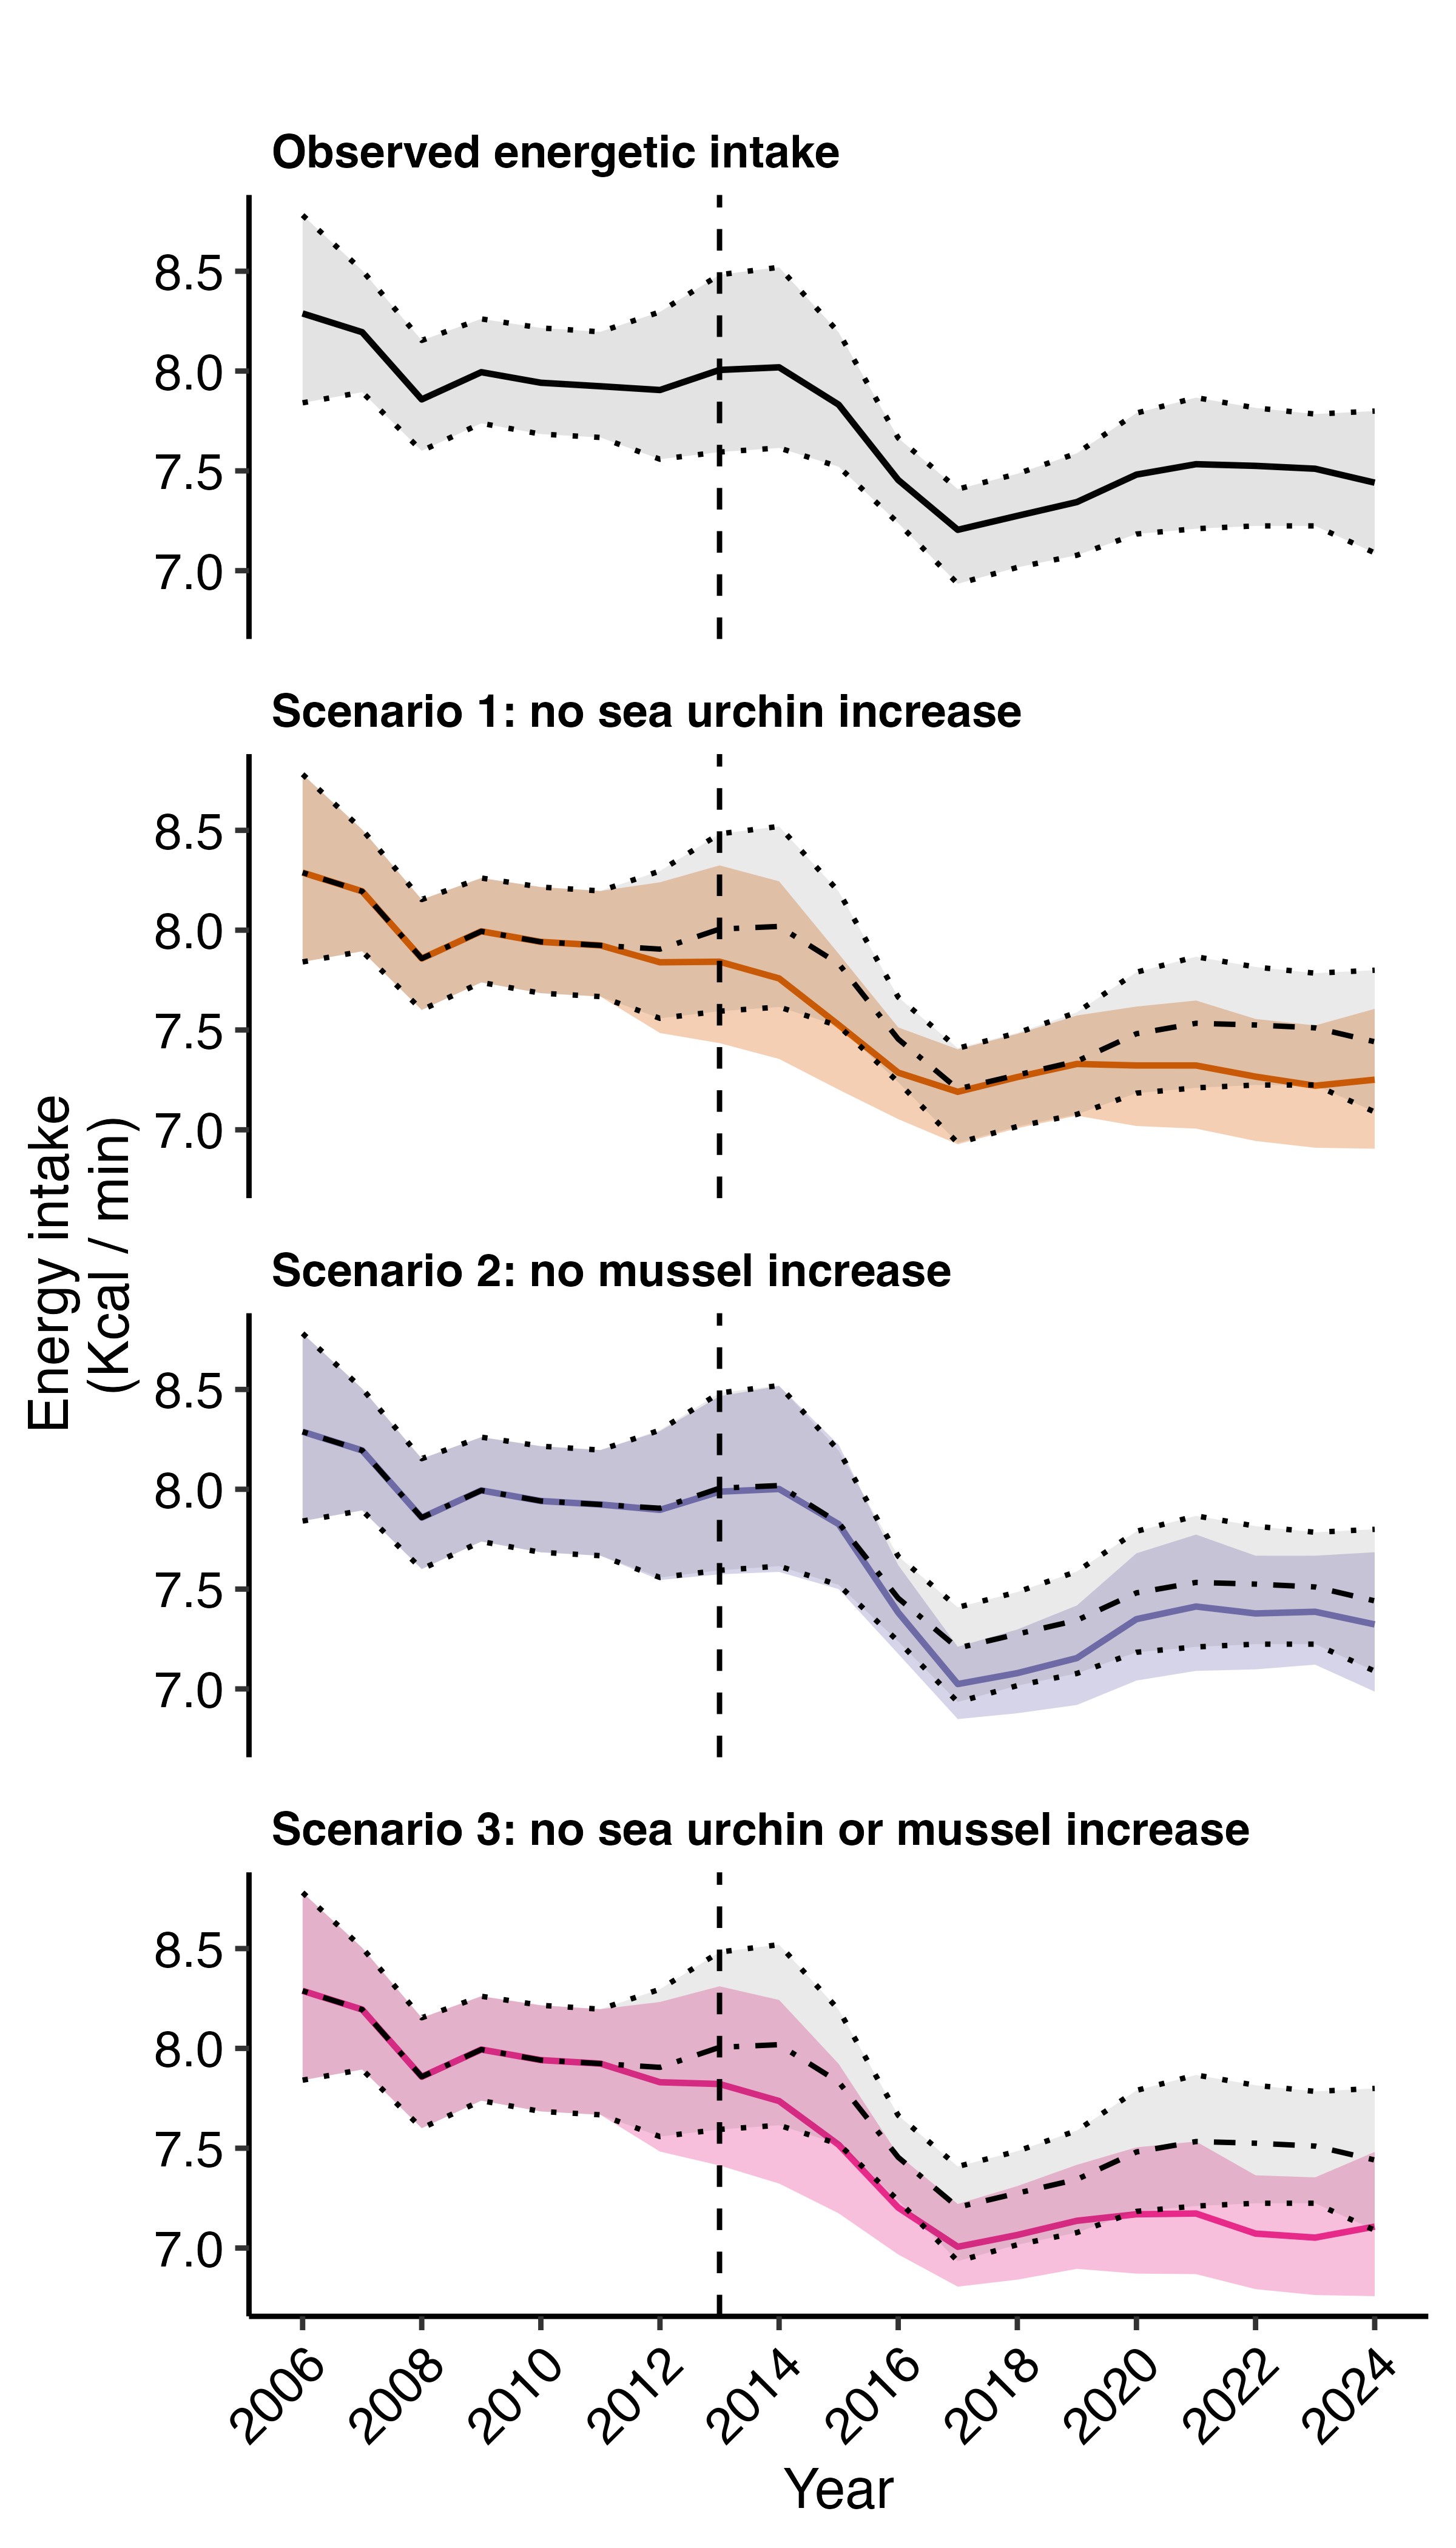 Observed energetic intake
8.5
8.0
7.5
7.0
Scenario 1: no sea urchin increase
8.5
8.0
7.5
7.0
Energy intake
(Kcal / min)
Scenario 2: no mussel increase
8.5
8.0
7.5
7.0
Scenario 3: no sea urchin or mussel increase
8.5
8.0
7.5
7.0
2006 2008 2010 2012 2014 2016 2018 2020 2022 2024
Year